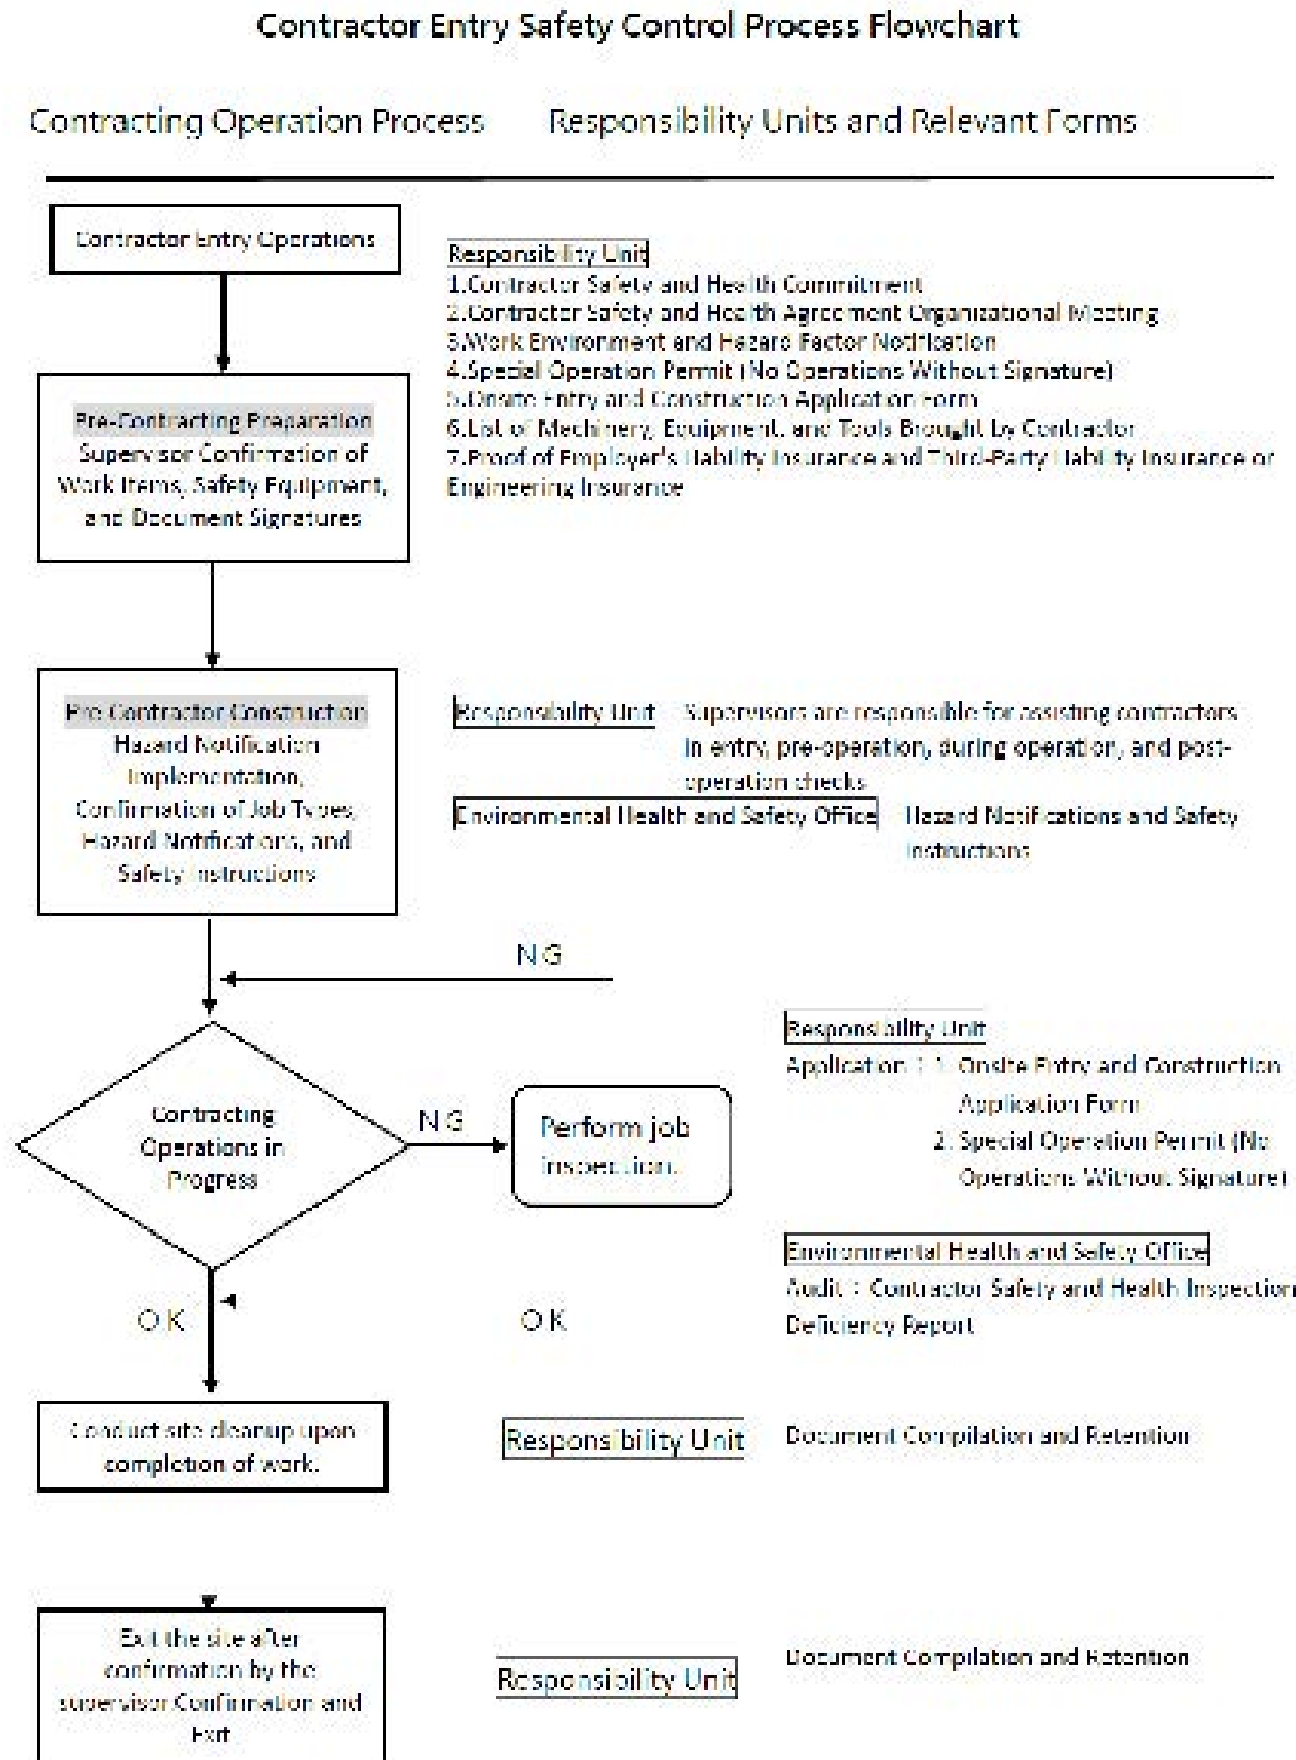 Contractor Entry Safety Control Process Flowchart
Contracting Operation Process
Responsibility Units and Relevant Forms
Contractor Entry Operations
Responsibility Unit
1.Contractor Safety and Health Commitment
2.Contractor Safety and Health Agreement Organizational Meeting
3.Work Environment and Hazard Factor Notification
4.Special Operation Permit (No Operations Without Signature)
5.Onsite Entry and Construction Application Form
6.List of Machinery, Equipment, and Tools Brought by Contractor
7.Proof of Employer's Liability Insurance and Third-Party Liability Insurance or
Engineering Insurance
Pre-Contracting Preparation
Supervisor Confirmation of
Work Items, Safety Equipment,
and Document Signatures
Pre-Contractor Construction
Hazard Notification
Implementation,
Confirmation of Job Types,
Hazard Notifications, and
Safety Instructions
Responsibility Unit
Supervisors are responsible for assisting contractors
in entry, pre-operation, during operation, and post-
operation checks
Environmental Health and Safety Office
Hazard Notifications and Safety
Instructions
NG
Contracting
Operations in
Progress
NG
Perform job
inspection.
Responsibility Unit
Application : 1. Onsite Entry and Construction
Application Form
2. Special Operation Permit (No
Operations Without Signature)
Environmental Health and Safety Office
Audit : Contractor Safety and Health Inspection
Deficiency Report
OK
OK
Conduct site cleanup upon
completion of work.
Responsibility Unit
Document Compilation and Retention
Exit the site after
confirmation by the
supervisor.Confirmation and
Exit
Responsibility Unit
Document Compilation and Retention